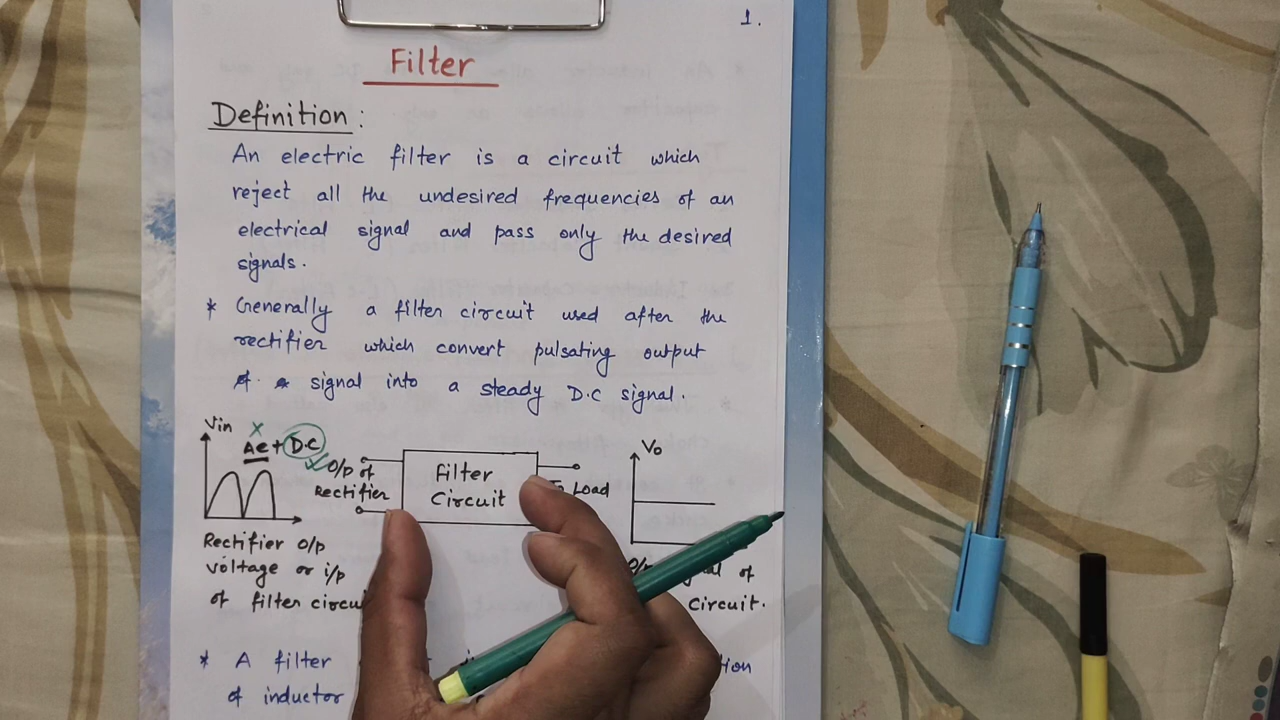 1.
Filter
Definition :
An electric filter is a circuit which
reject all the undesired frequencies of an
electrical signal and pass only the desired
signals.
* Generally a filter circuit used after the
rectifier which convert pulsating output
signal into a steady D.C signal.
Vin
x
AC + D.C
O/p of
Rectifier
Filter
Circuit
Load
Vo
Rectifier O/p
voltage or i/p
of filter
of
Circuit.
* A filter
of inductor